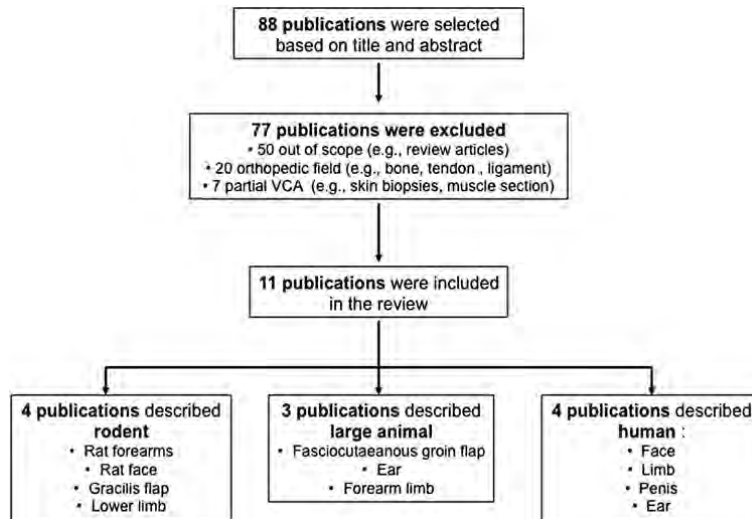 88 publications were selected
based on title and abstract
77 publications were excluded
• 50 out of scope (e.g., review articles)
• 20 orthopedic field (e.g., bone, tendon , ligament)
• 7 partial VCA (e.g., skin biopsies, muscle section)
11 publications were included
in the review
4 publications described
rodent
• Rat forearms
• Rat face
• Gracilis flap
• Lower limb
3 publications described
large animal
• Fasciocutaeanous groin flap
• Ear
• Forearm limb
4 publications described
human :
• Face
• Limb
• Penis
• Ear